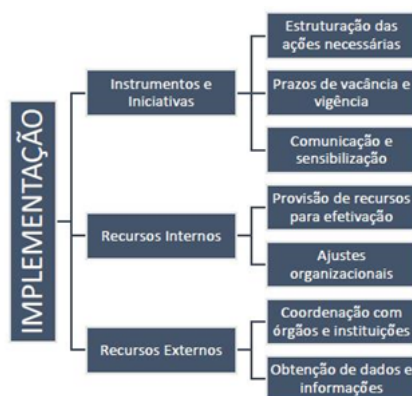 IMPLEMENTAÇÃO
Instrumentos e
Iniciativas
Estruturação das
ações necessárias
Prazos de vacância e
vigência
Comunicação e
sensibilização
Recursos Internos
Provisão de recursos
para efetivação
Ajustes
organizacionais
Recursos Externos
Coordenação com
órgãos e instituições
Obtenção de dados e
informações